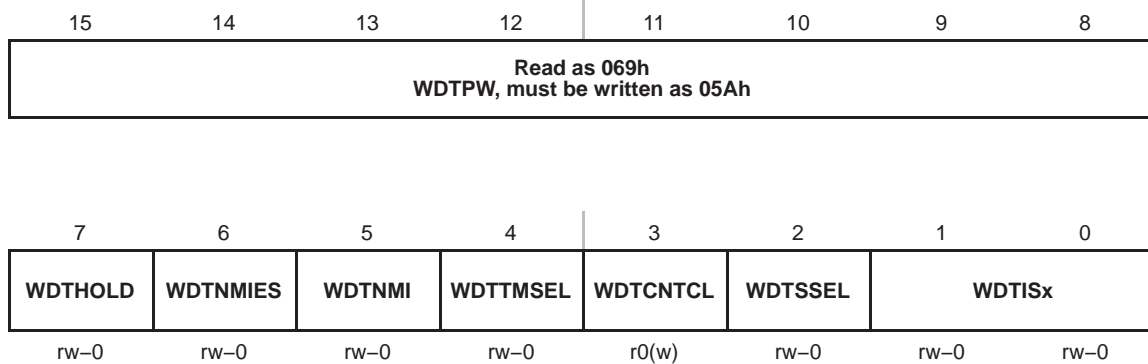 15 14 13 12 11 10 9 8
Read as 069h
WDTPW, must be written as 05Ah
7 6 5 4 3 2 1 0
WDTHOLD WDTNMIES WDTNMI WDTTMSEL WDTCNTCL WDTSSEL WDTISx
rw−0 rw−0 rw−0 rw−0 r0(w) rw−0 rw−0 rw−0